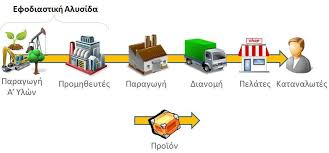 Εφοδιαστική Αλυσίδα
Παραγωγή
Α' Υλών
Προμηθευτές
Παραγωγή
Διανομή
Πελάτες
Καταναλωτές
Προϊόν